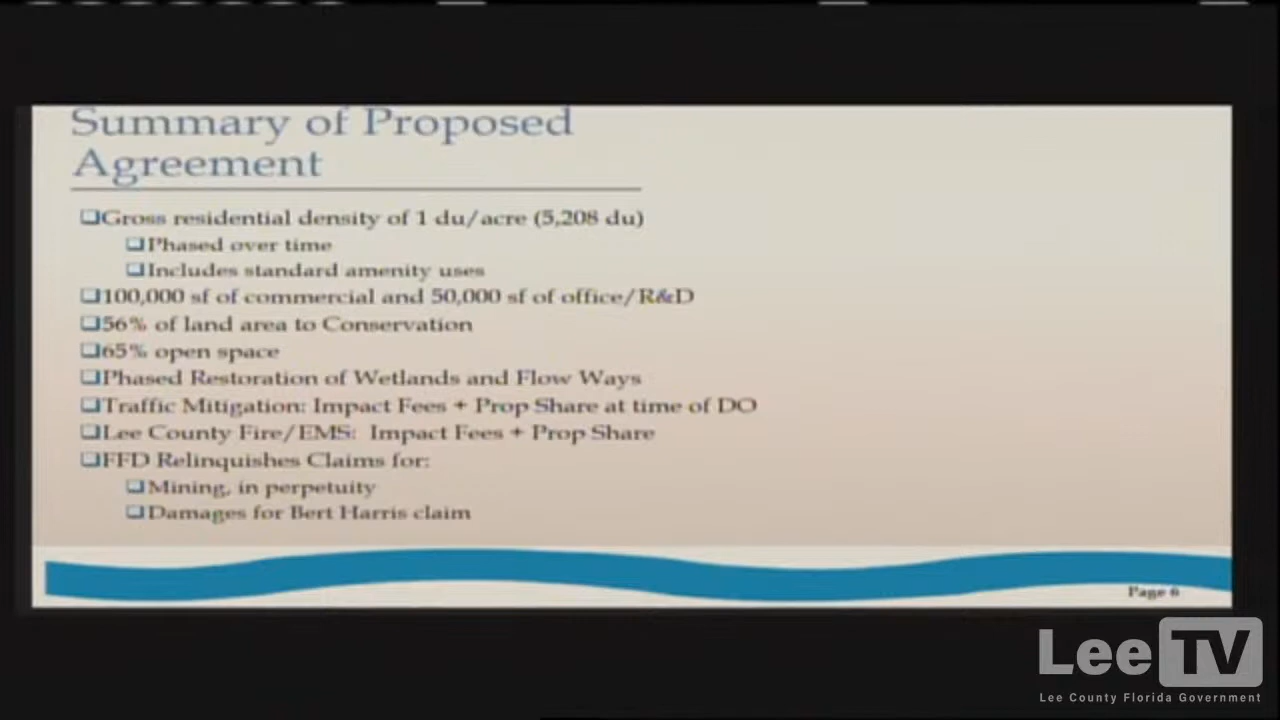 Summary of Proposed
Agreement
❑Gross residential density of 1 du/acre (5,208 du)
❑Phased over time
❑Includes standard amenity uses
❑100,000 sf of commercial and 50,000 sf of office/R&D
❑56% of land area to Conservation
❑65% open space
❑Phased Restoration of Wetlands and Flow Ways
❑Traffic Mitigation: Impact Fees + Prop Share at time of DO
❑Lee County Fire/EMS: Impact Fees + Prop Share
❑FFD Relinquishes Claims for:
❑Mining, in perpetuity
❑Damages for Bert Harris claim
Page 6
LeeTV
Lee County Florida Government